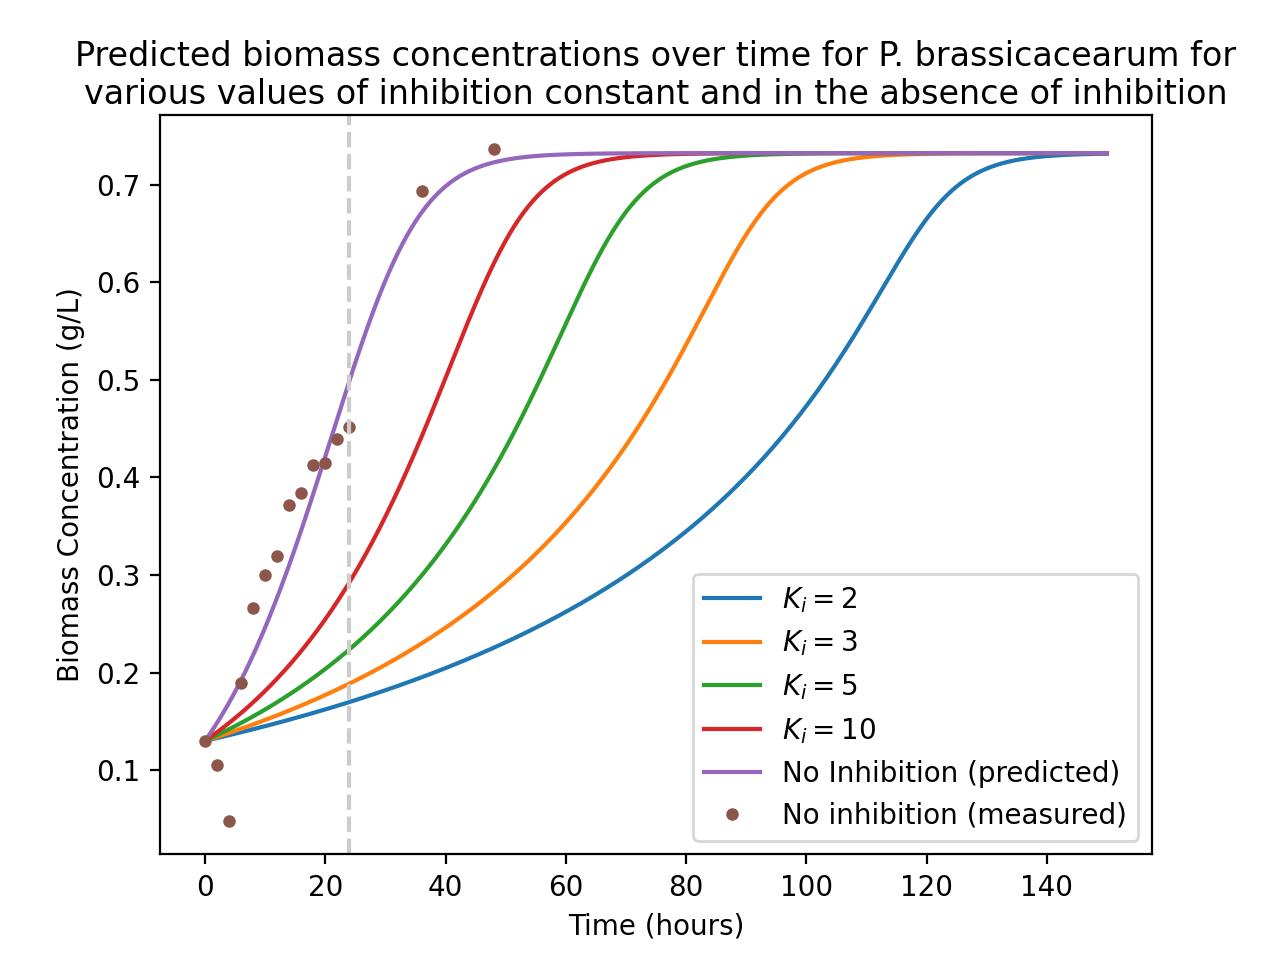 Predicted biomass concentrations over time for P. brassicacearum for
various values of inhibition constant and in the absence of inhibition
Biomass Concentration (g/L)
0.7
0.6
0.5
0.4
0.3
0.2
0.1
K_i = 2
K_i = 3
K_i = 5
K_i = 10
No Inhibition (predicted)
No inhibition (measured)
0 20 40 60 80 100 120 140
Time (hours)